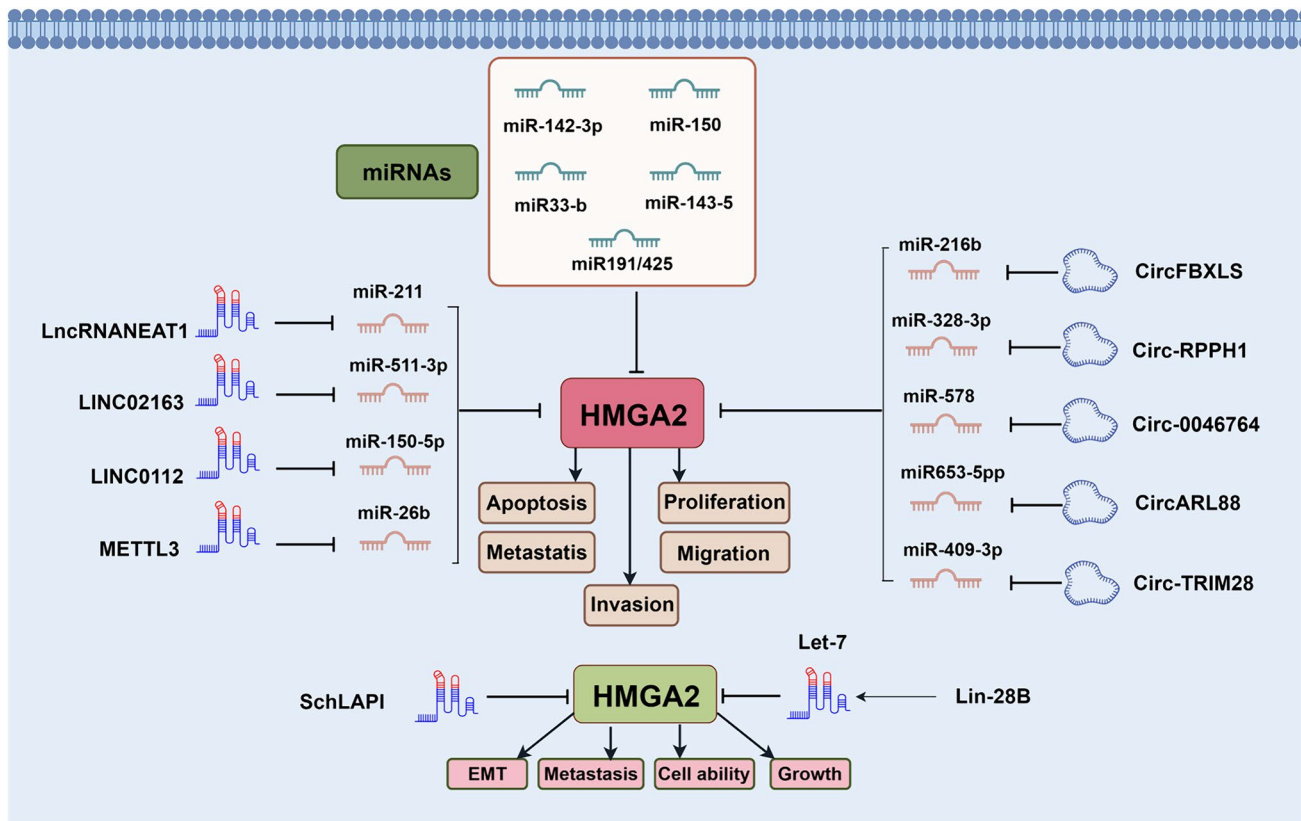 miRNAs
miR-142-3p
miR-150
miR33-b
miR-143-5
miR191/425
LncRNANEAT1
miR-211
LINC02163
miR-511-3p
LINC0112
miR-150-5p
METTL3
miR-26b
miR-216b
CircFBXLS
miR-328-3p
Circ-RPPH1
miR-578
Circ-0046764
miR653-5pp
CircARL88
miR-409-3p
Circ-TRIM28
HMGA2
Apoptosis
Proliferation
Metastatis
Migration
Invasion
SchLAPI
HMGA2
Let-7
Lin-28B
EMT
Metastasis
Cell ability
Growth